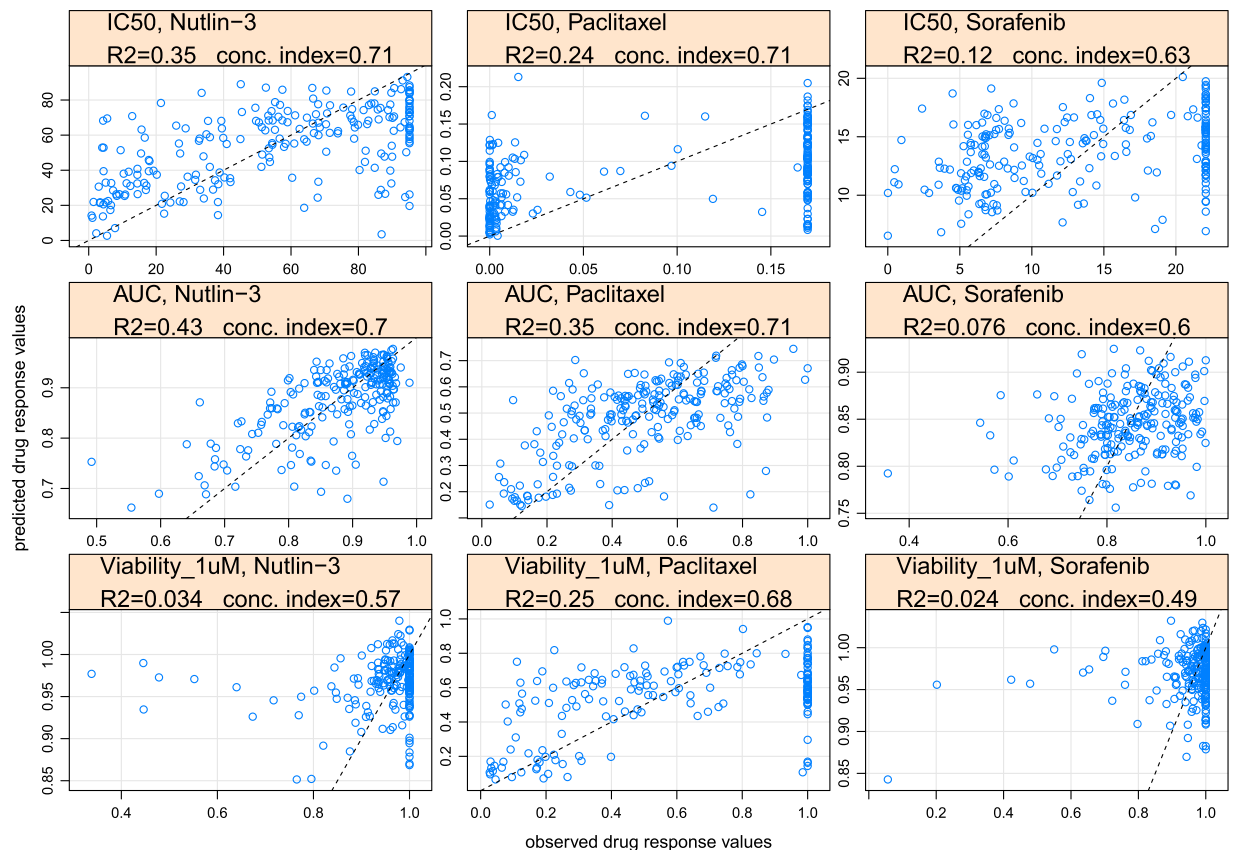 IC50, Nutlin−3
R2=0.35 conc. index=0.71
IC50, Paclitaxel
R2=0.24 conc. index=0.71
IC50, Sorafenib
R2=0.12 conc. index=0.63
0 20 40 60 80
0 20 40 60 80
0.00 0.05 0.10 0.15 0.20
0.00 0.05 0.10 0.15
10 15 20
0 5 10 15 20
AUC, Nutlin−3
R2=0.43 conc. index=0.7
AUC, Paclitaxel
R2=0.35 conc. index=0.71
AUC, Sorafenib
R2=0.076 conc. index=0.6
0.7 0.8 0.9
0.5 0.6 0.7 0.8 0.9 1.0
0.2 0.3 0.4 0.5 0.6 0.7
0.0 0.2 0.4 0.6 0.8 1.0
0.75 0.80 0.85 0.90
0.4 0.6 0.8 1.0
Viability_1uM, Nutlin−3
R2=0.034 conc. index=0.57
Viability_1uM, Paclitaxel
R2=0.25 conc. index=0.68
Viability_1uM, Sorafenib
R2=0.024 conc. index=0.49
0.85 0.90 0.95 1.00
0.4 0.6 0.8 1.0
0.2 0.4 0.6 0.8 1.0
0.0 0.2 0.4 0.6 0.8 1.0
0.85 0.90 0.95 1.00
0.2 0.4 0.6 0.8 1.0
predicted drug response values
observed drug response values